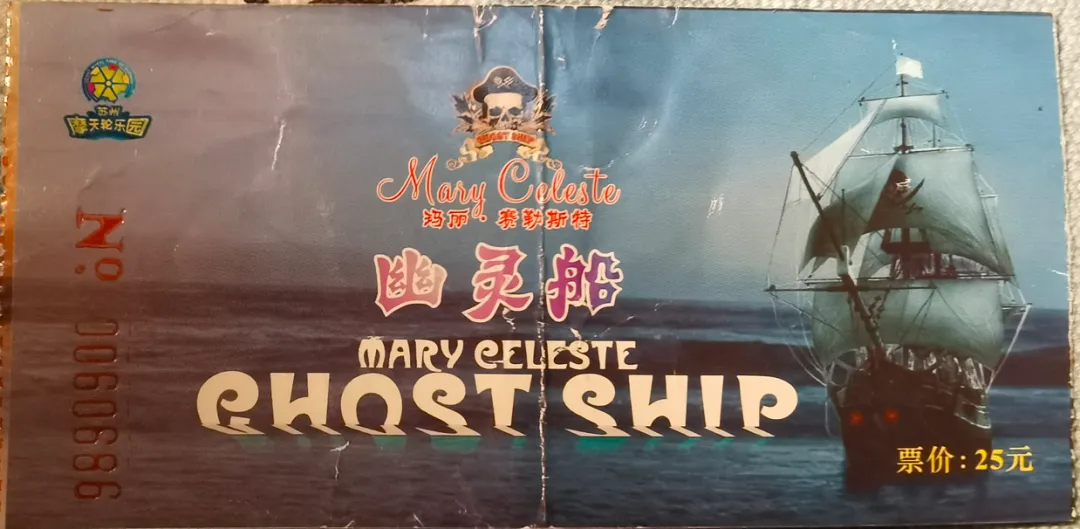 苏州
摩天轮乐园
GHOST SHIP
Mary Celeste
玛丽·赛勒斯特
幽灵船
MARY CELESTE
GHOST SHIP
票价:25元
No